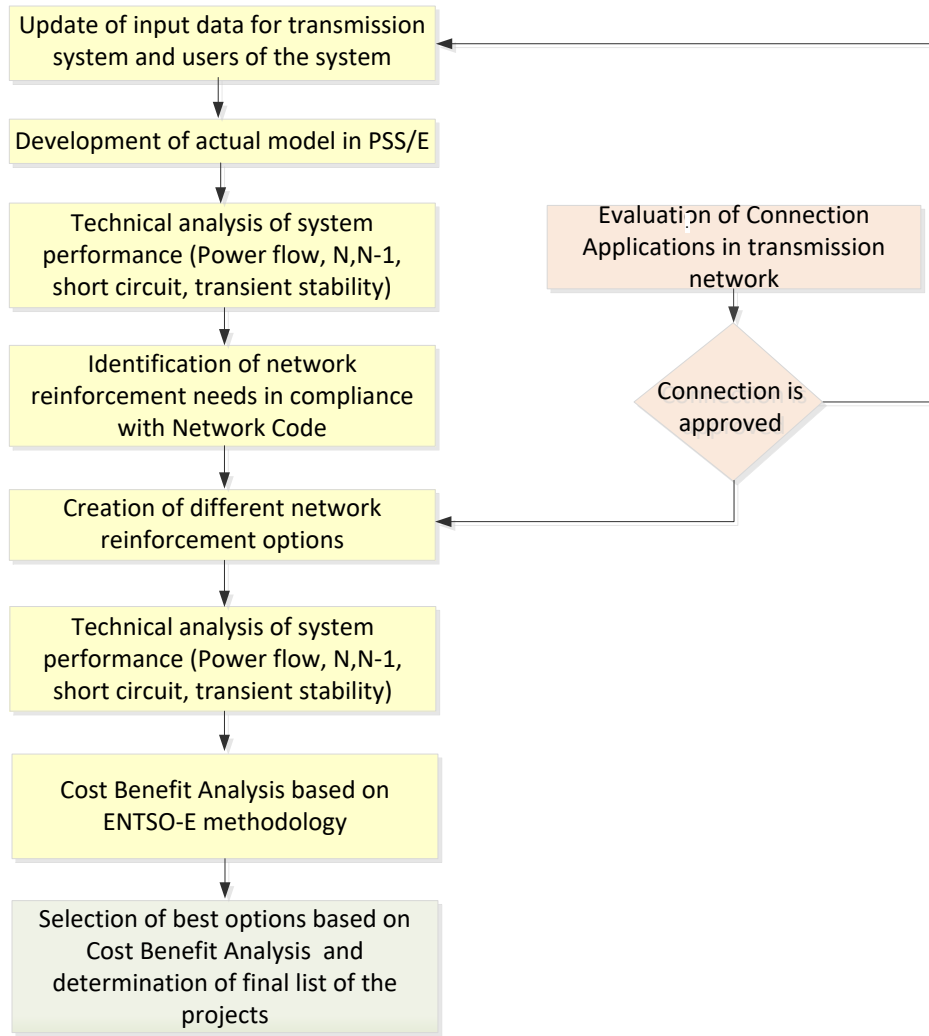 Update of input data for transmission
system and users of the system
Development of actual model in PSS/E
Technical analysis of system
performance (Power flow, N,N-1,
short circuit, transient stability)
Identification of network
reinforcement needs in compliance
with Network Code
Creation of different network
reinforcement options
Technical analysis of system
performance (Power flow, N,N-1,
short circuit, transient stability)
Cost Benefit Analysis based on
ENTSO-E methodology
Selection of best options based on
Cost Benefit Analysis and
determination of final list of the
projects
Evaluation of Connection
?
Applications in transmission
network
Connection is
approved